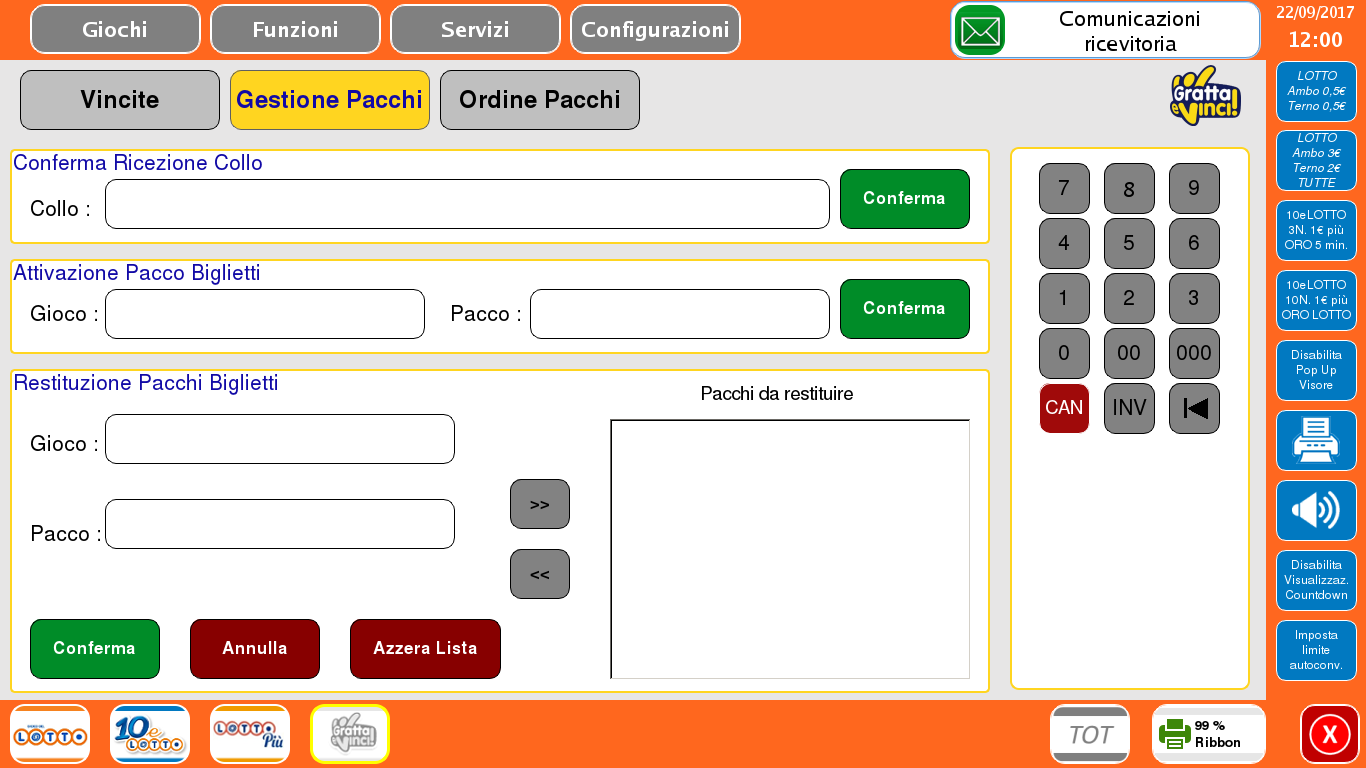 Giochi
Funzioni
Servizi
Configurazioni
Comunicazioni
ricevitoria
22/09/2017
12:00
Vincite
Gestione Pacchi
Ordine Pacchi
Gratta
e Vinci!
Conferma Ricezione Collo
Collo :
Conferma
Attivazione Pacco Biglietti
Gioco :
Pacco :
Conferma
Restituzione Pacchi Biglietti
Pacchi da restituire
Gioco :
Pacco :
>>
<<
Conferma
Annulla
Azzera Lista
7 8 9
4 5 6
1 2 3
0 00 000
CAN INV
LOTTO
Ambo 0,5€
Terno 0,5€
LOTTO
Ambo 3€
Terno 2€
TUTTE
10eLOTTO
3N. 1€ più
ORO 5 min.
10eLOTTO
10N. 1€ più
ORO LOTTO
Disabilita
Pop Up
Visore
Disabilita
Visualizzaz.
Countdown
Imposta
limite
autoconv.
LOTTO
10e
LOTTO
LOTTO
Più
Gratta
e Vinci!
TOT
99 %
Ribbon
X